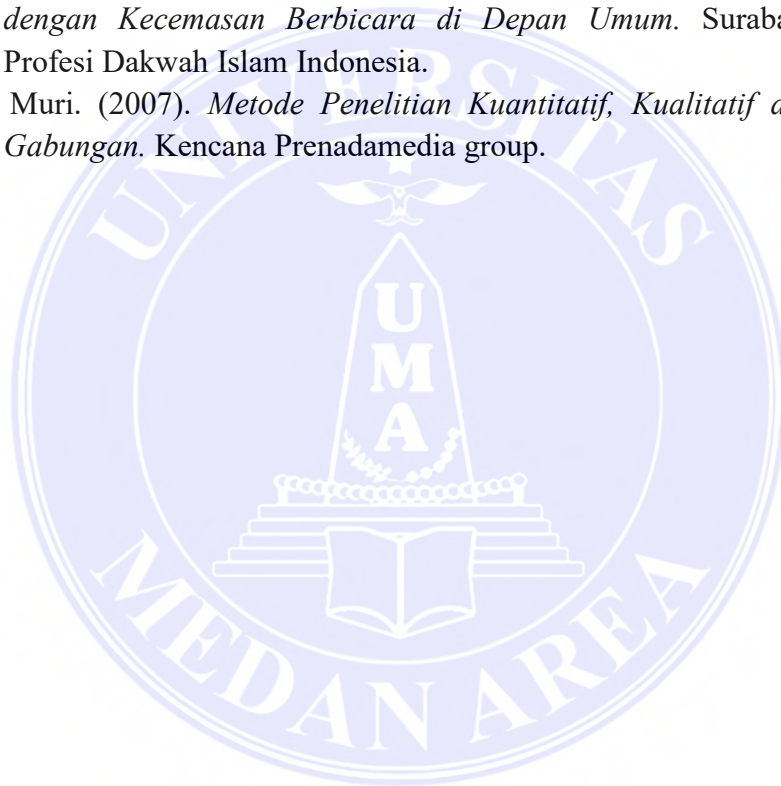 dengan Kecemasan Berbicara di Depan Umum. Suraba
Profesi Dakwah Islam Indonesia.
Muri. (2007). Metode Penelitian Kuantitatif, Kualitatif d
Gabungan. Kencana Prenadamedia group.
UNIVERSITAS
U
M
A
MEDAN AREA